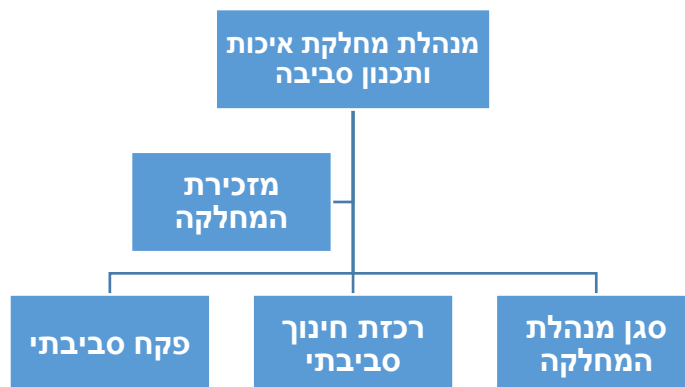 מנהלת מחלקת איכות
ותכנון סביבה
מזכירת
המחלקה
סגן מנהלת
המחלקה
רכזת חינוך
סביבתי
פקח סביבתי